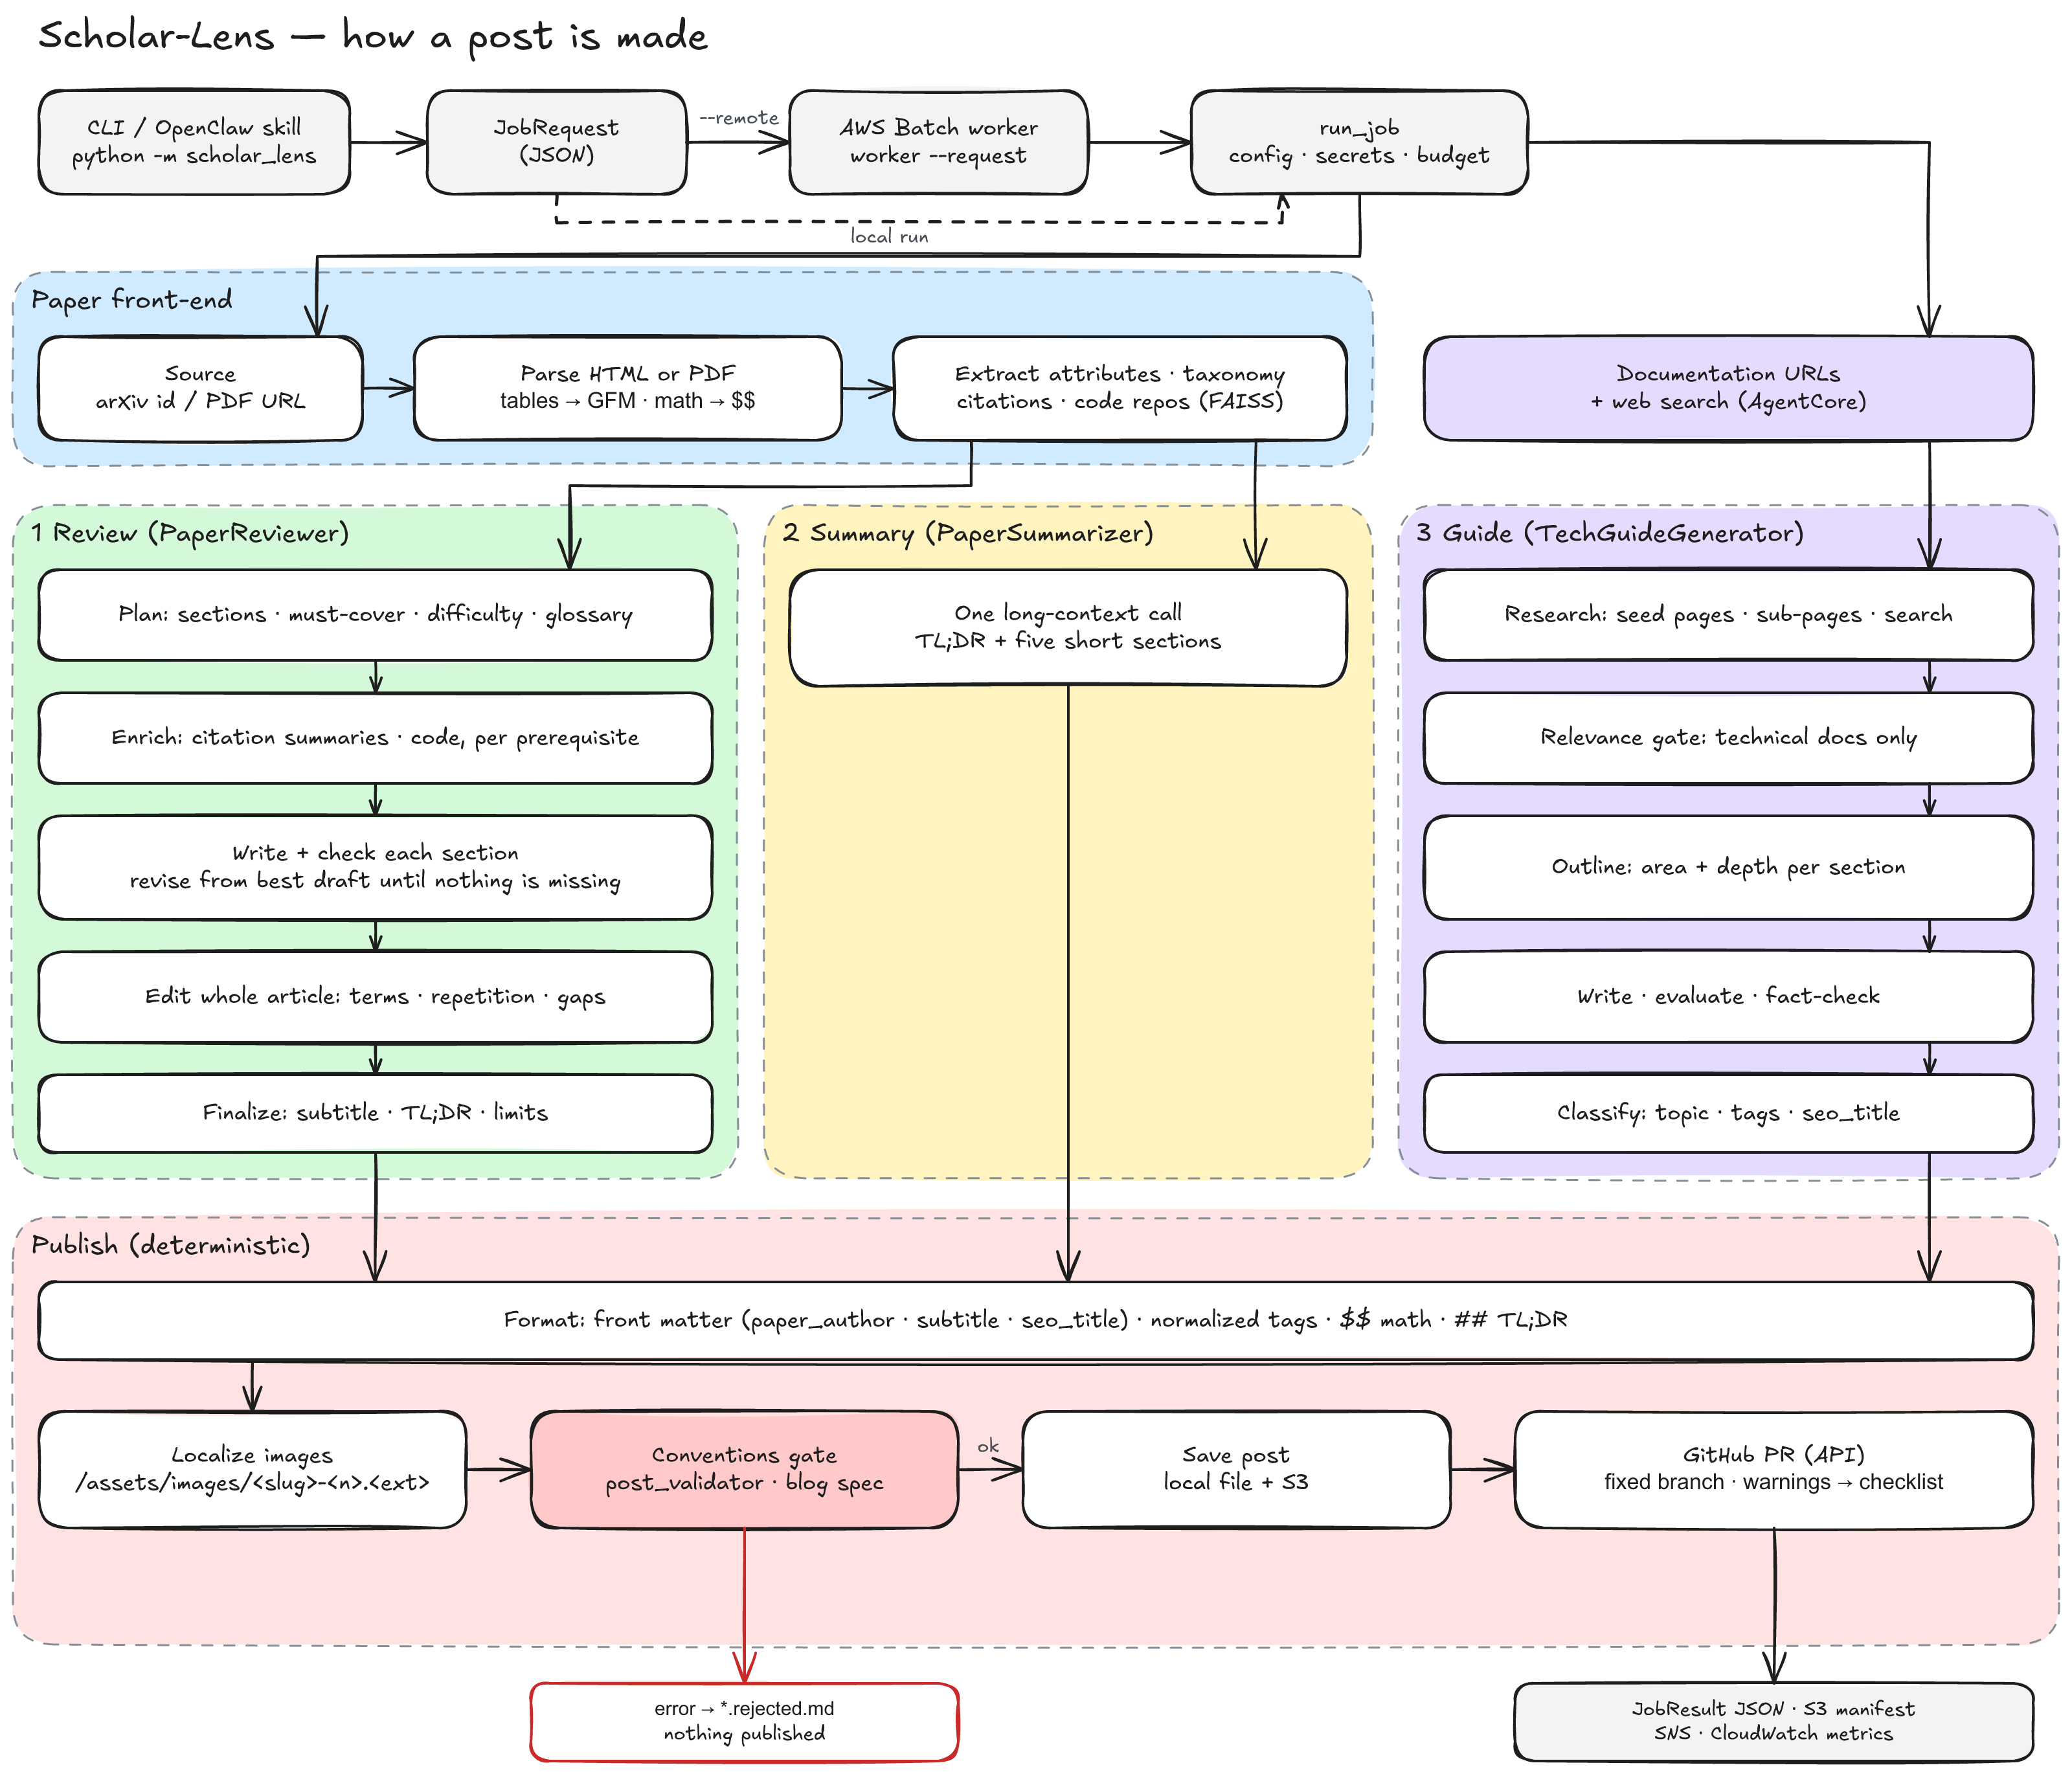 Scholar-Lens — how a post is made
CLI / OpenClaw skill
python -m scholar_lens
JobRequest
(JSON)
--remote
AWS Batch worker
worker --request
run_job
config · secrets · budget
local run
Paper front-end
Source
arXiv id / PDF URL
Parse HTML or PDF
tables → GFM · math → $$
Extract attributes · taxonomy
citations · code repos (FAISS)
Documentation URLs
+ web search (AgentCore)
1 Review (PaperReviewer)
Plan: sections · must-cover · difficulty · glossary
Enrich: citation summaries · code, per prerequisite
Write + check each section
revise from best draft until nothing is missing
Edit whole article: terms · repetition · gaps
Finalize: subtitle · TL;DR · limits
2 Summary (PaperSummarizer)
One long-context call
TL;DR + five short sections
3 Guide (TechGuideGenerator)
Research: seed pages · sub-pages · search
Relevance gate: technical docs only
Outline: area + depth per section
Write · evaluate · fact-check
Classify: topic · tags · seo_title
Publish (deterministic)
Format: front matter (paper_author · subtitle · seo_title) · normalized tags · $$ math · ## TL;DR
Localize images
/assets/images/<slug>-<n>.<ext>
Conventions gate
post_validator · blog spec
ok
Save post
local file + S3
GitHub PR (API)
fixed branch · warnings → checklist
error → *.rejected.md
nothing published
JobResult JSON · S3 manifest
SNS · CloudWatch metrics